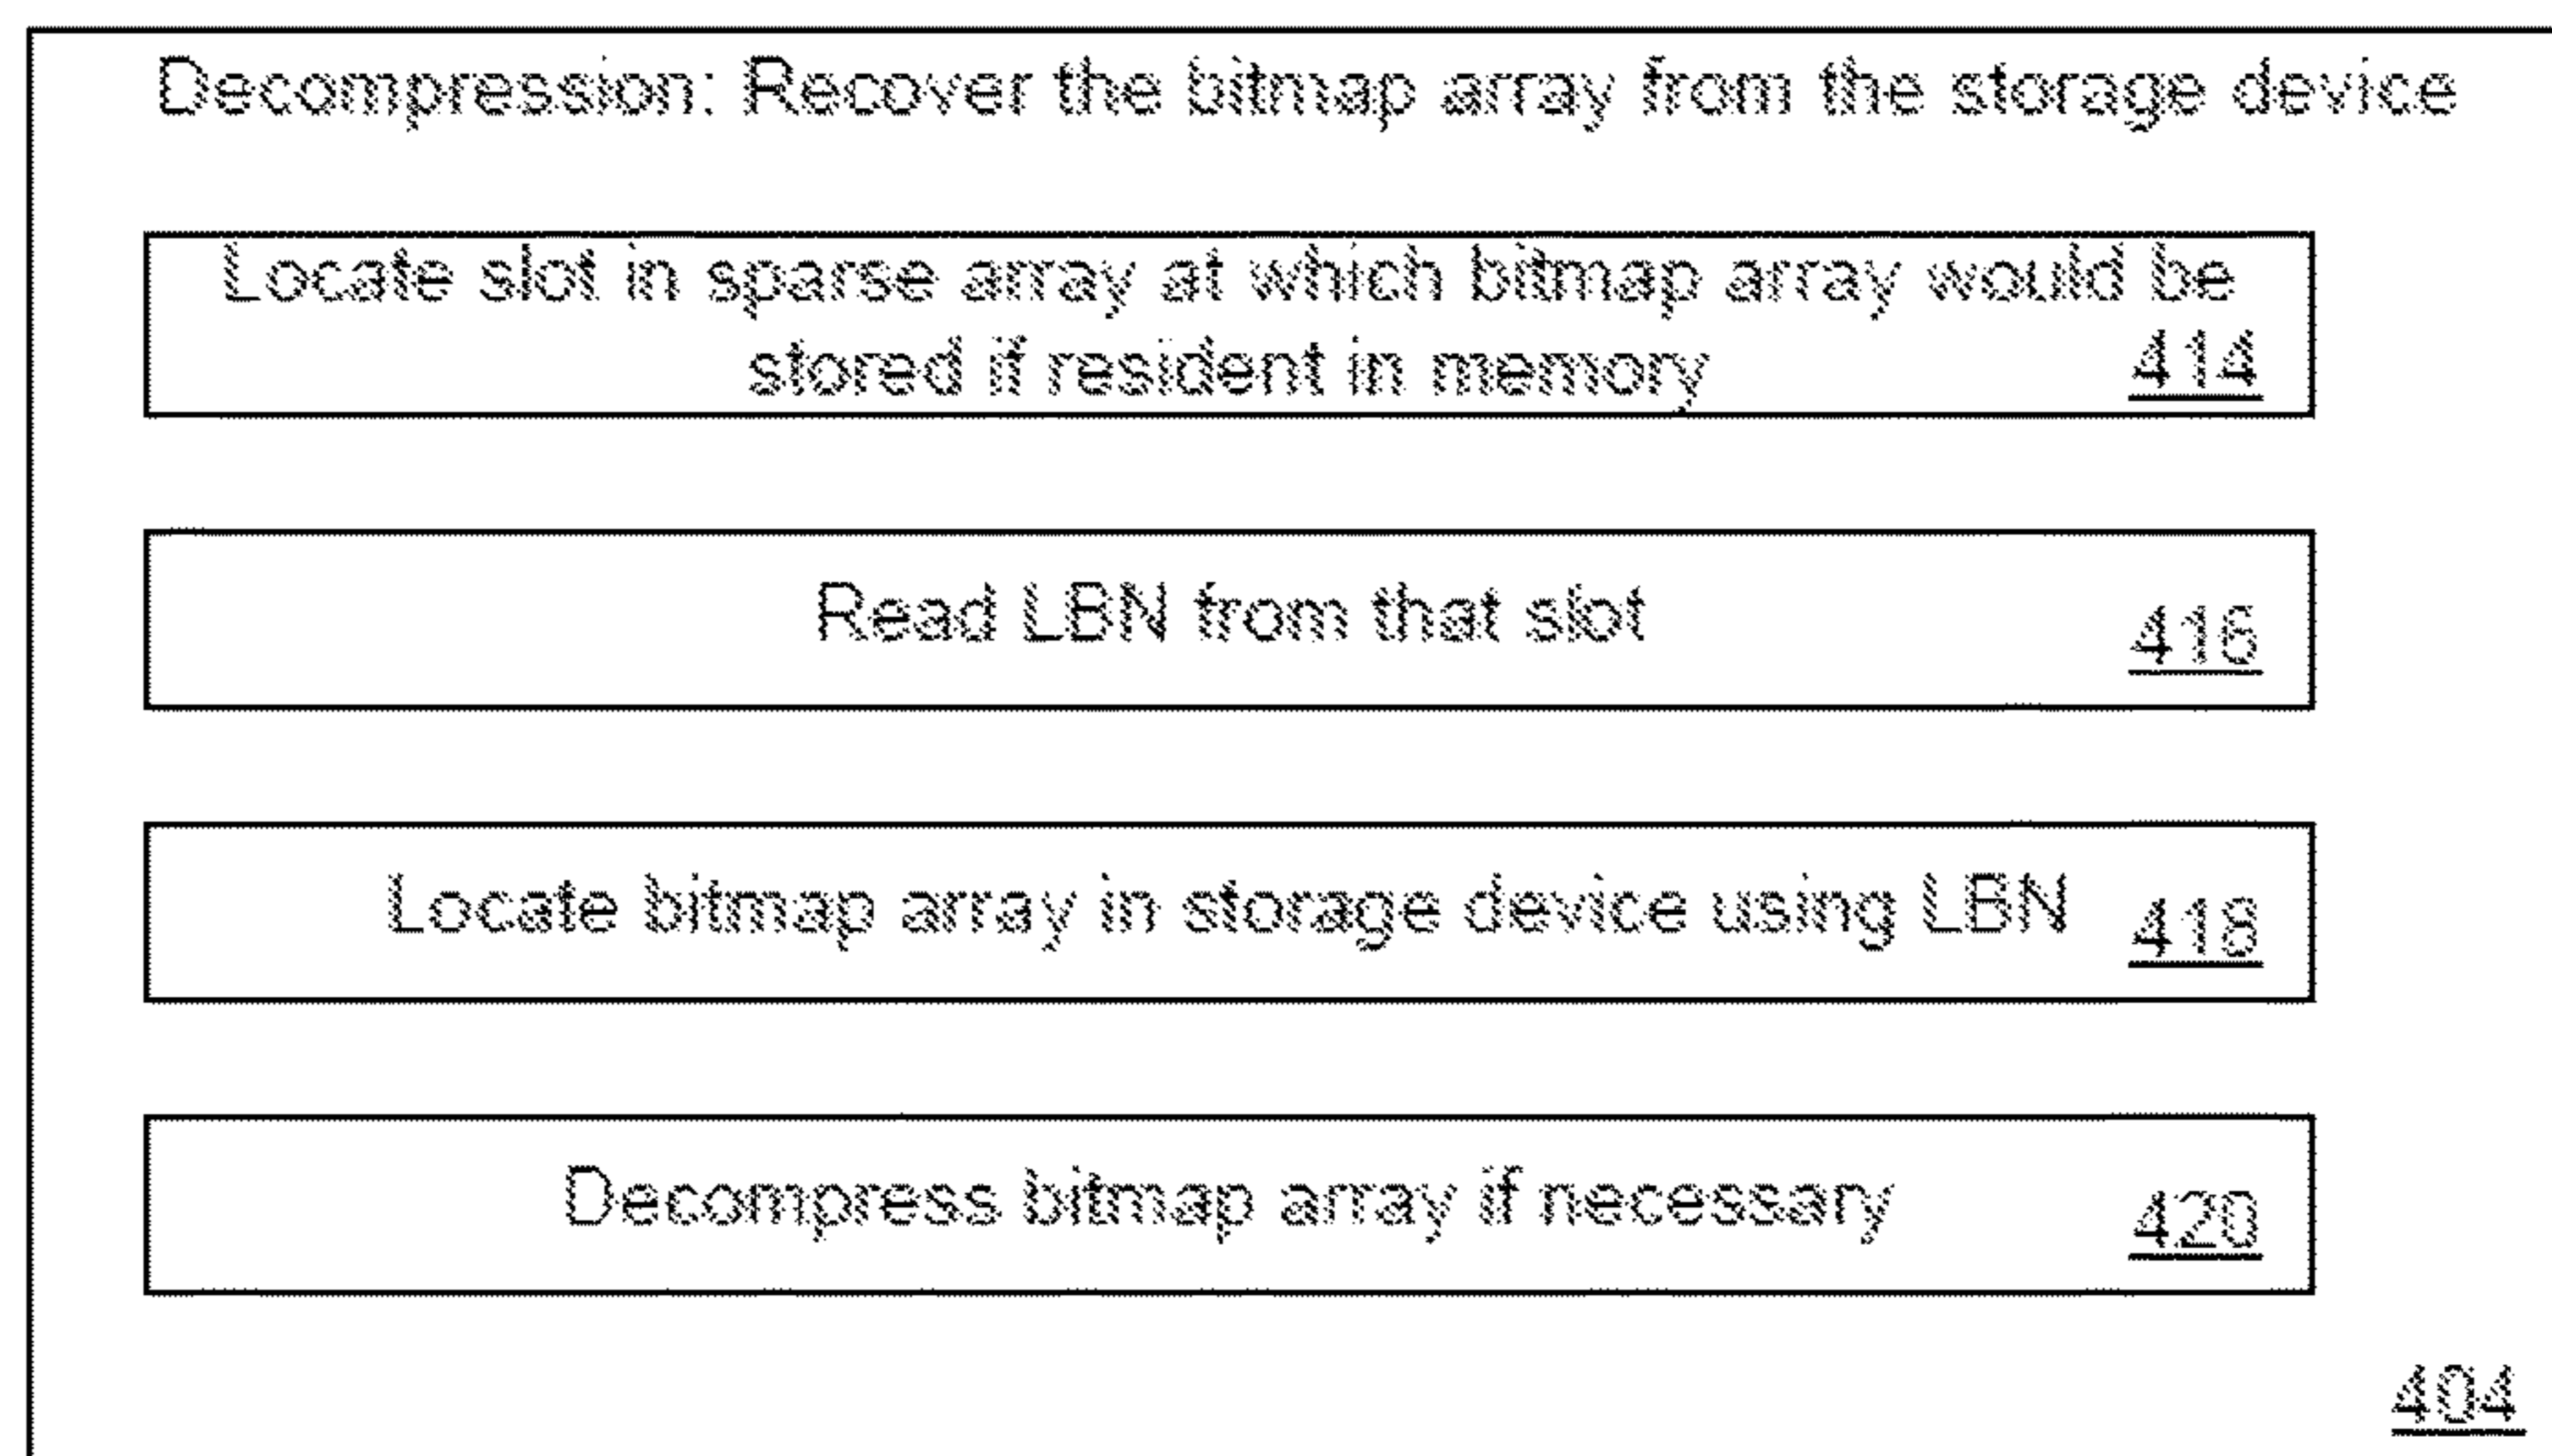 Decompression: Recover the bitmap array from the storage device
Locate slot in sparse array at which bitmap array would be
stored if resident in memory 414
Read LBN from that slot 416
Locate bitmap array in storage device using LBN 418
Decompress bitmap array if necessary 420
404